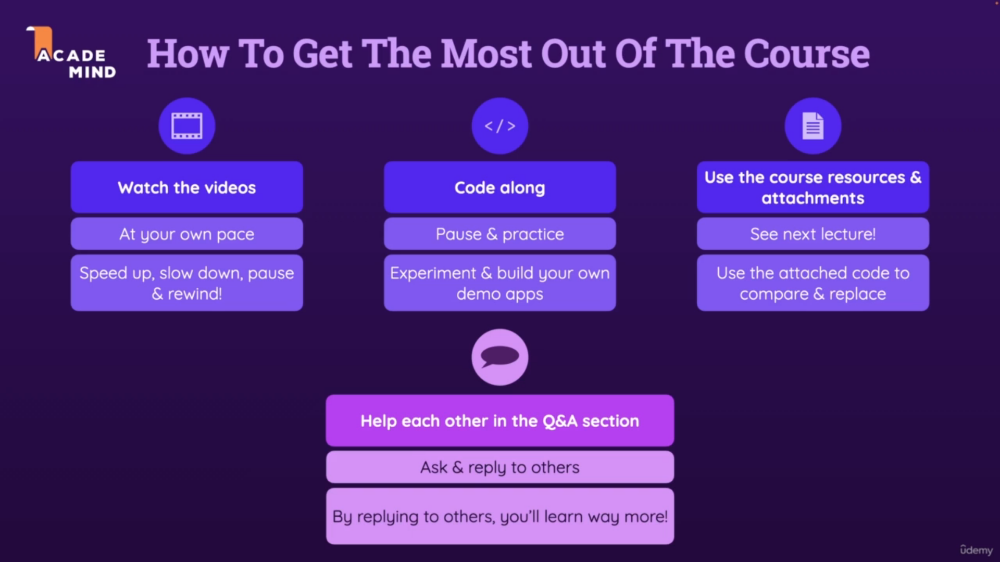 ACADE
MIND
How To Get The Most Out Of The Course
</>
Watch the videos
At your own pace
Speed up, slow down, pause
& rewind!
Code along
Pause & practice
Experiment & build your own
demo apps
Use the course resources &
attachments
See next lecture!
Use the attached code to
compare & replace
Help each other in the Q&A section
Ask & reply to others
By replying to others, you’ll learn way more!
ûdemy